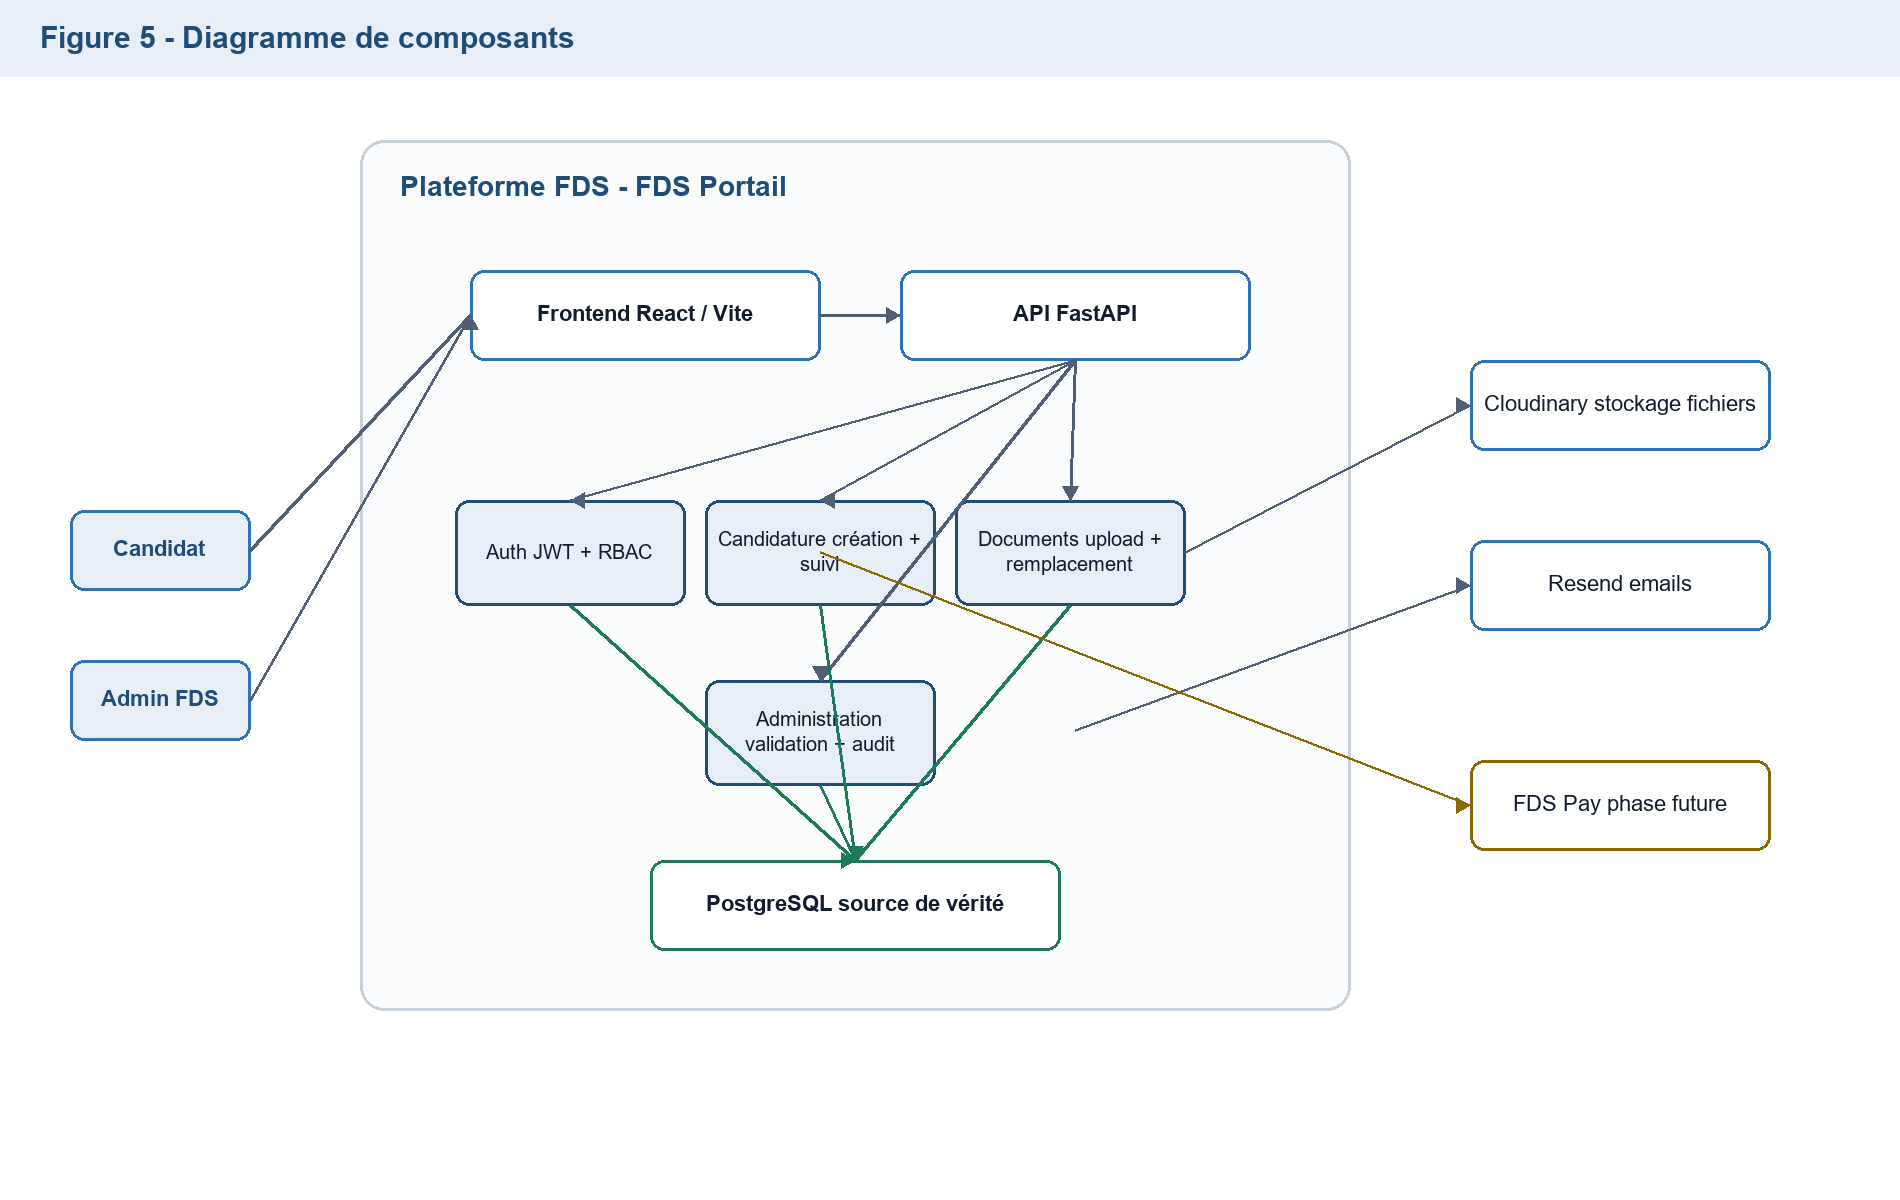 Figure 5 - Diagramme de composants
Plateforme FDS - FDS Portail
Frontend React / Vite
API FastAPI
Cloudinary stockage fichiers
Candidat
Auth JWT + RBAC
Candidature création +
suivi
Documents upload +
remplacement
Resend emails
Admin FDS
Administration
validation + audit
FDS Pay phase future
PostgreSQL source de vérité